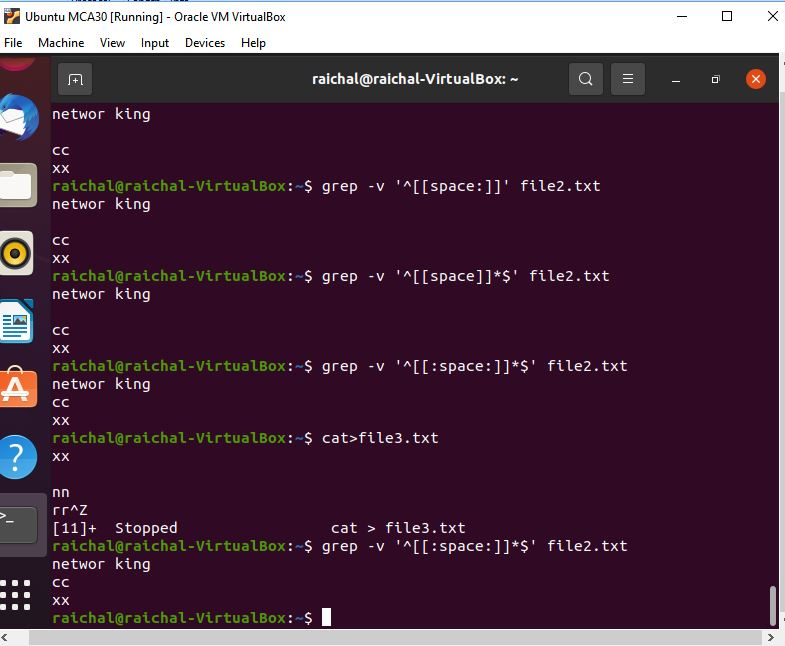 Ubuntu MCA30 [Running] - Oracle VM VirtualBox
File Machine View Input Devices Help
raichal@raichal-VirtualBox: ~
networ king

cc
xx
raichal@raichal-VirtualBox:~$ grep -v '^[[space:]]' file2.txt
networ king

cc
xx
raichal@raichal-VirtualBox:~$ grep -v '^[[space]]*$' file2.txt
networ king

cc
xx
raichal@raichal-VirtualBox:~$ grep -v '^[[:space:]]*$' file2.txt
networ king
cc
xx
raichal@raichal-VirtualBox:~$ cat>file3.txt
xx

nn
rr^Z
[11]+  Stopped                 cat > file3.txt
raichal@raichal-VirtualBox:~$ grep -v '^[[:space:]]*$' file2.txt
networ king
cc
xx
raichal@raichal-VirtualBox:~$